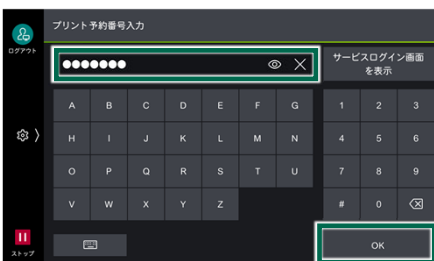 プリント予約番号入力
ログアウト
●●●●●●●
サービスログイン画面
を表示
A B C D E F G 1 2 3
H I J K L M N 4 5 6
O P Q R S T U 7 8 9
V W X Y Z # 0
OK
ストップ